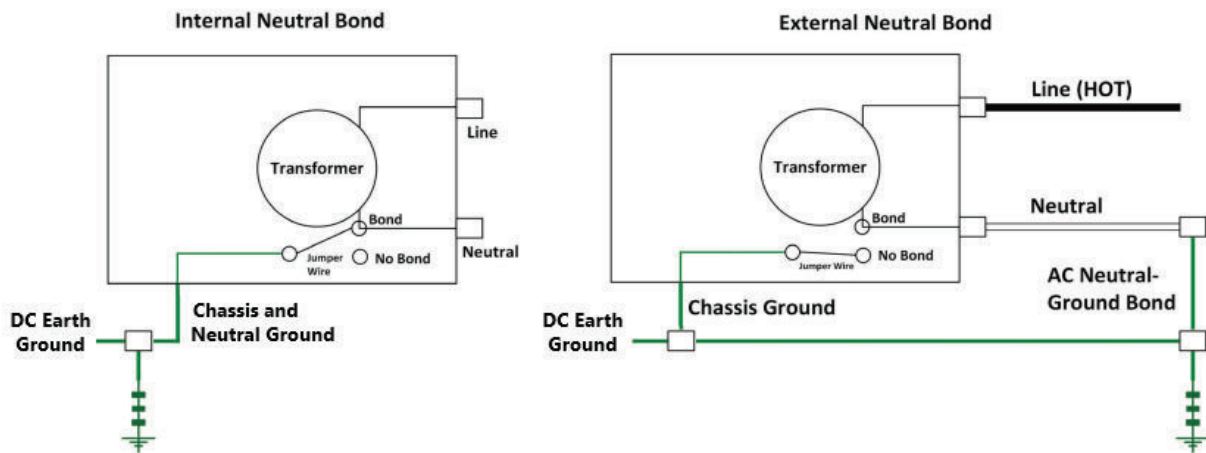 Internal Neutral Bond
Transformer
Line
Bond
Neutral
Jumper
Wire
No Bond
Chassis and
Neutral Ground
DC Earth
Ground
External Neutral Bond
Line (HOT)
Transformer
Bond
Neutral
No Bond
Jumper Wire
AC Neutral-
Ground Bond
Chassis Ground
DC Earth
Ground